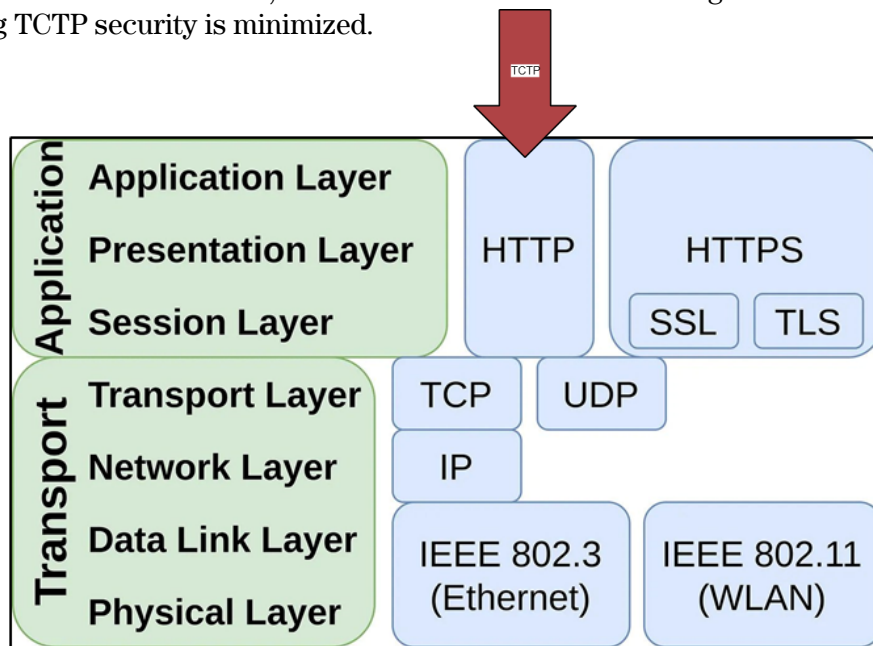 g TCTP security is minimized.
TCTP
Application
Application Layer
Presentation Layer
Session Layer
HTTP
HTTPS
SSL
TLS
Transport
Transport Layer
Network Layer
Data Link Layer
Physical Layer
TCP
UDP
IP
IEEE 802.3
(Ethernet)
IEEE 802.11
(WLAN)